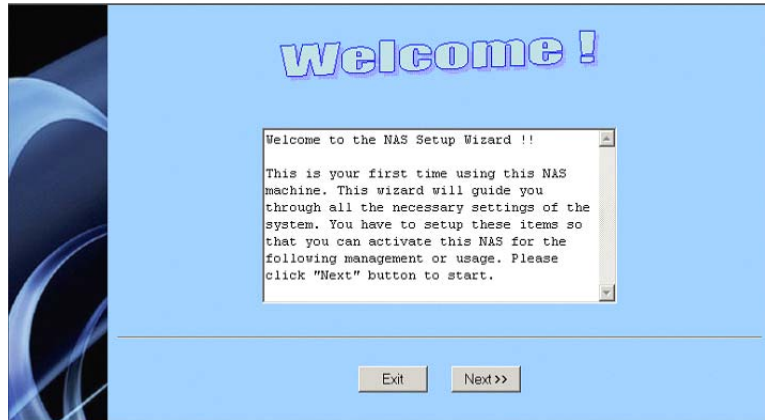 Welcome !
Welcome to the NAS Setup Wizard !!
This is your first time using this NAS
machine. This wizard will guide you
through all the necessary settings of the
system. You have to setup these items so
that you can activate this NAS for the
following management or usage. Please
click "Next" button to start.
Exit
Next>>